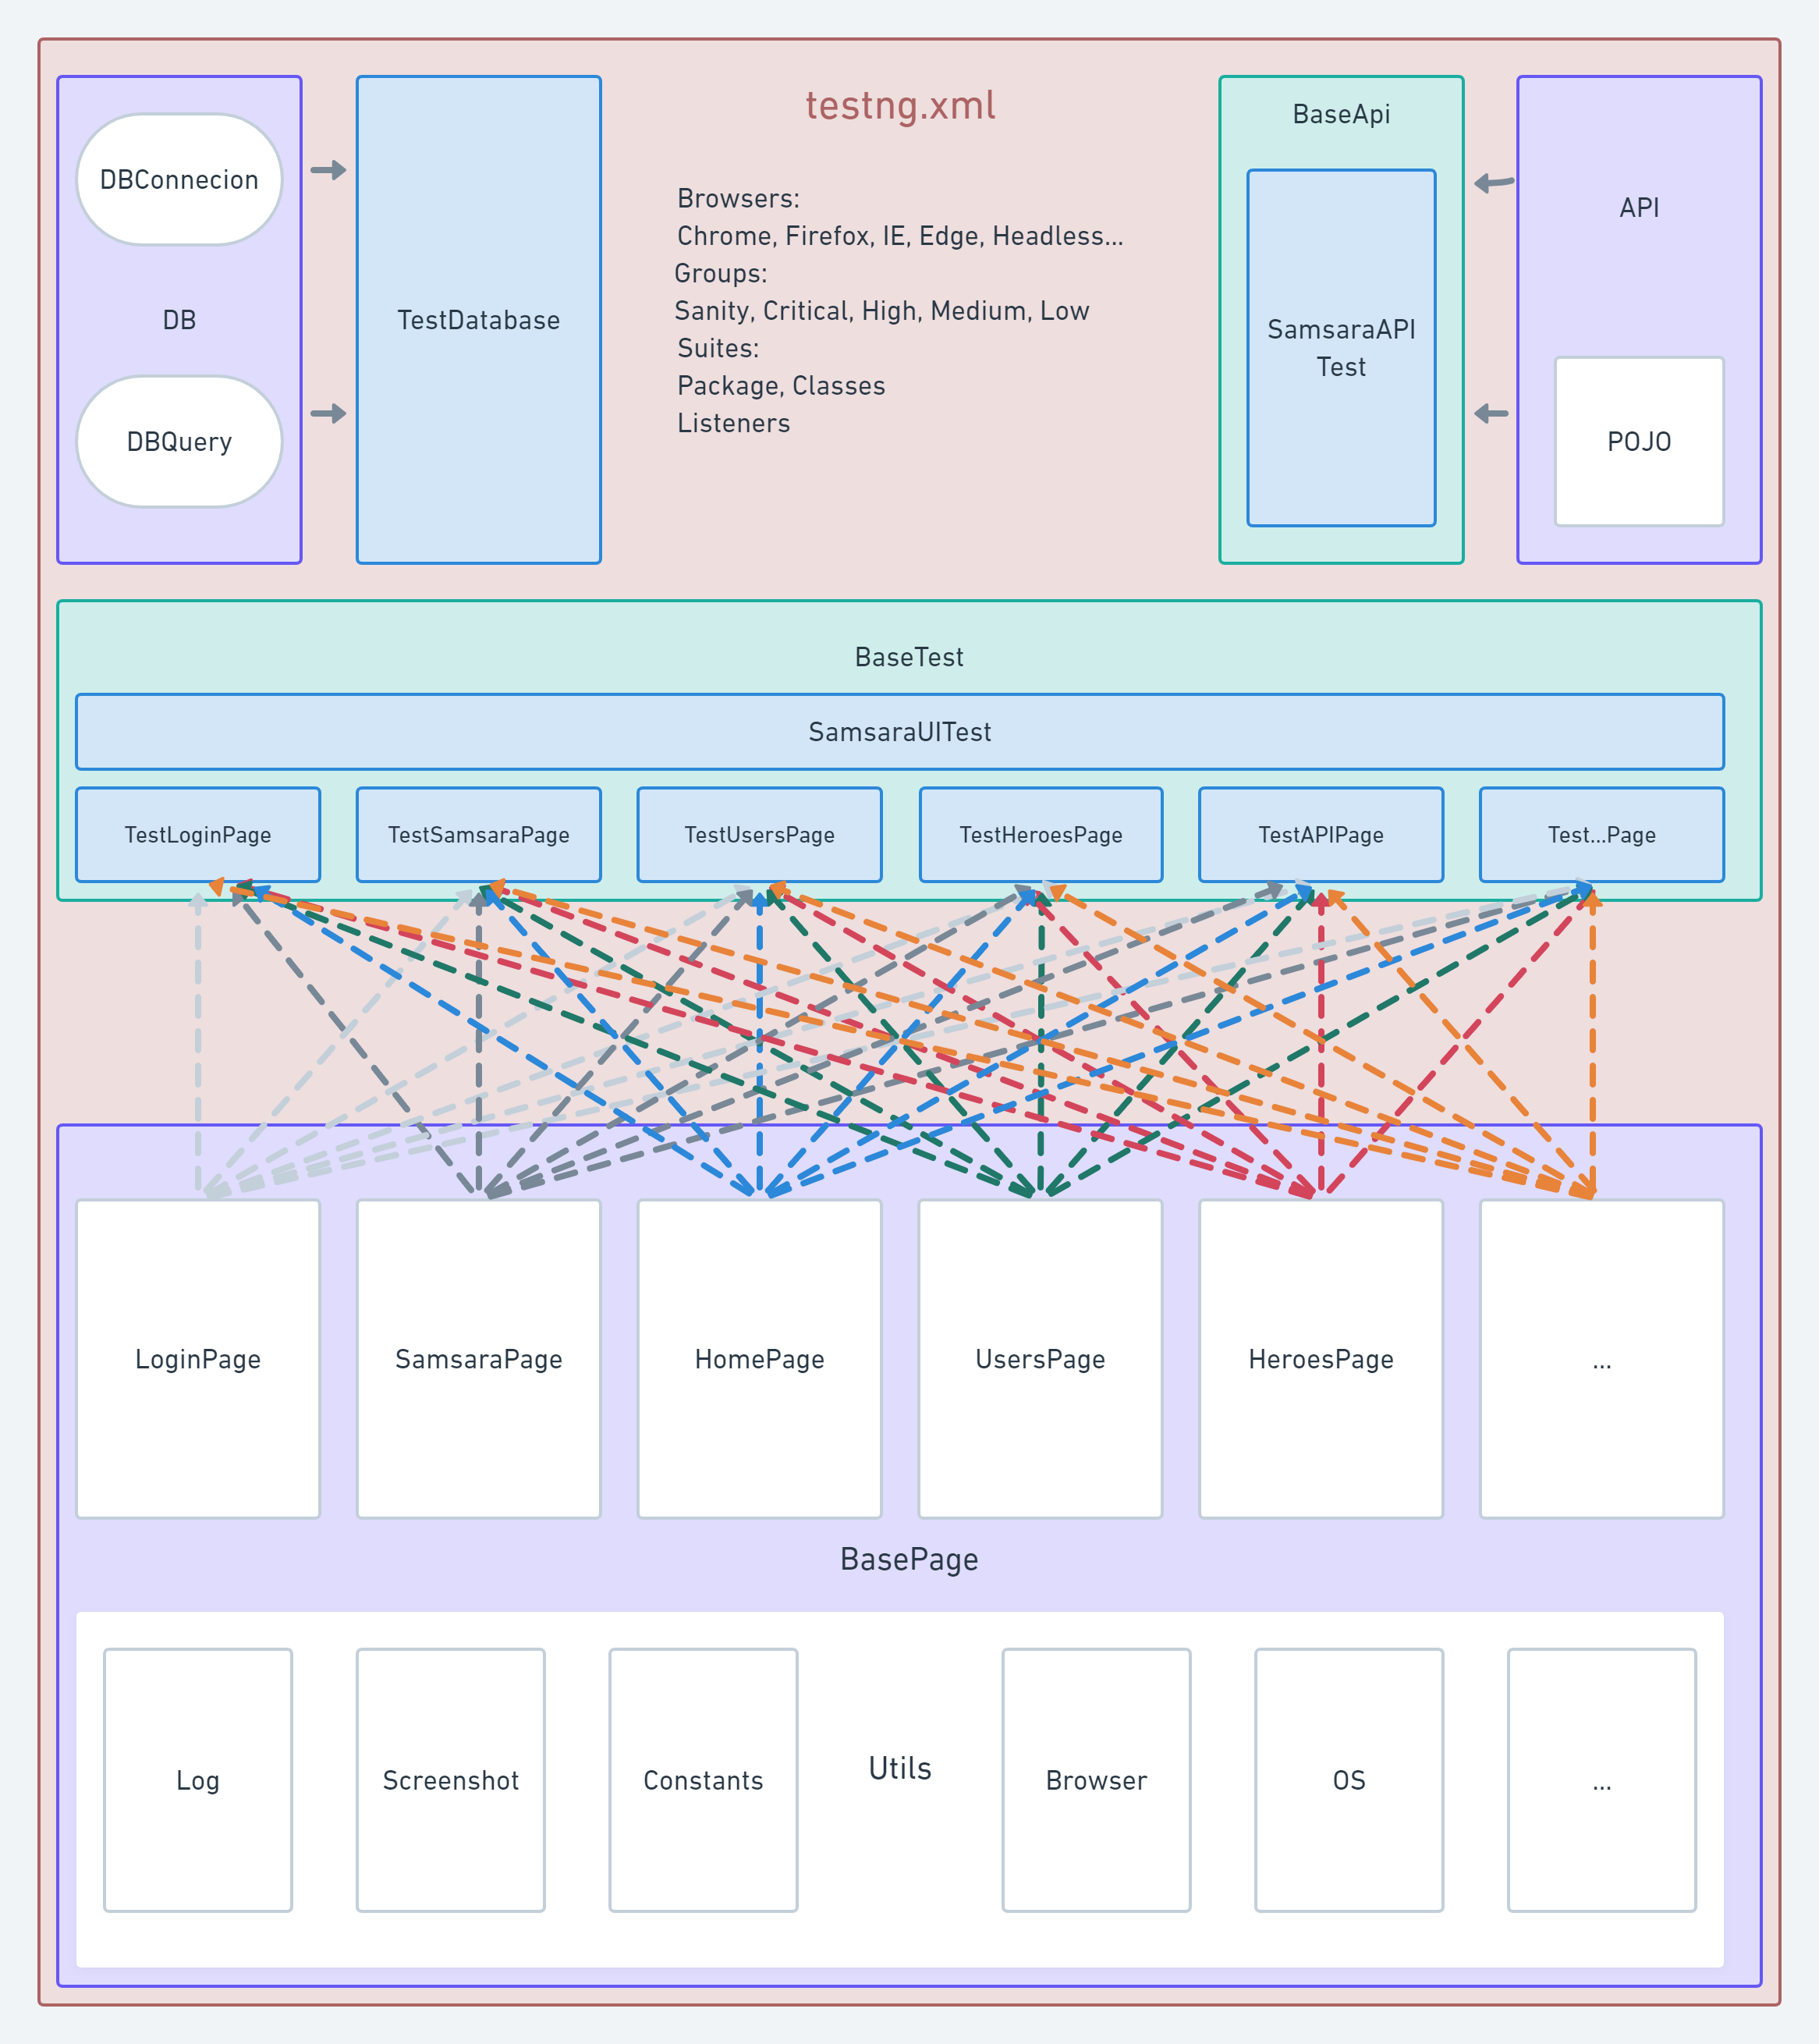 testng.xml
DBConnecion
DB
DBQuery
TestDatabase
Browsers:
Chrome, Firefox, IE, Edge, Headless...
Groups:
Sanity, Critical, High, Medium, Low
Suites:
Package, Classes
Listeners
BaseApi
SamsaraAPI
Test
API
POJO
BaseTest
SamsaraUITest
TestLoginPage
TestSamsaraPage
TestUsersPage
TestHeroesPage
TestAPIPage
Test...Page
LoginPage
SamsaraPage
HomePage
UsersPage
HeroesPage
...
BasePage
Log
Screenshot
Constants
Utils
Browser
OS
...